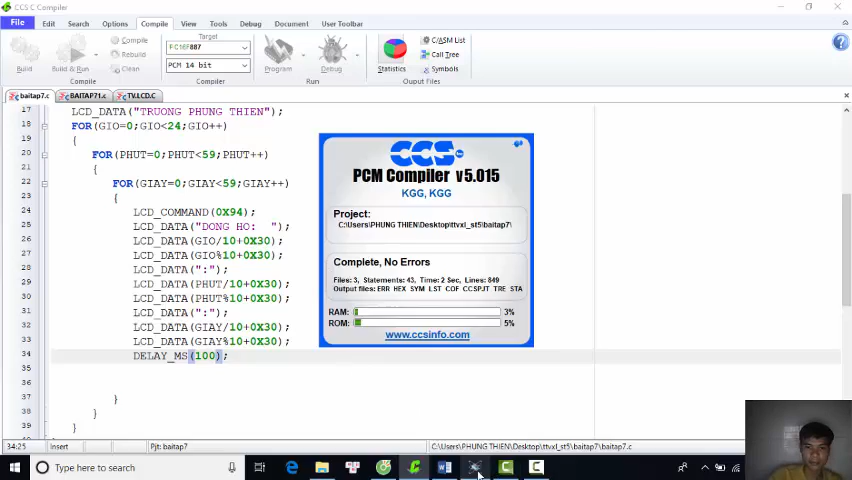 CCS C Compiler
File Edit Search Options Compile View Tools Debug Document User Toolbar
Build
Build & Run
Compile
Rebuild
Clean
Compile
Target
PIC16F887
PCM 14 bit
Compiler
Program
Debug
Run
Statistics
C/ASM List
Call Tree
Symbols
Ouput Files
baitap7.c BAITAP71.c TV.LCD.C
17 LCD_DATA("TRUONG PHUNG THIEN");
18 FOR(GIO=0;GIO<24;GIO++)
19 {
20 FOR(PHUT=0;PHUT<59;PHUT++)
21 {
22 FOR(GIAY=0;GIAY<59;GIAY++)
23 {
24 LCD_COMMAND(0X94);
25 LCD_DATA("DONG HO:  ");
26 LCD_DATA(GIO/10+0X30);
27 LCD_DATA(GIO%10+0X30);
28 LCD_DATA(":");
29 LCD_DATA(PHUT/10+0X30);
30 LCD_DATA(PHUT%10+0X30);
31 LCD_DATA(":");
32 LCD_DATA(GIAY/10+0X30);
33 LCD_DATA(GIAY%10+0X30);
34 DELAY_MS(100);
35
36
37 }
38 }
39 }
CCS
PCM Compiler v5.015
KGG, KGG
Project:
C:\Users\PHUNG THIEN\Desktop\ttvxl_st5\baitap7\
Complete, No Errors
Files: 3, Statements: 43, Time: 2 Sec, Lines: 849
Output files: ERR HEX SYM LST COF CCSPJT TRE STA
RAM: 3%
ROM: 5%
www.ccsinfo.com
34:25 Insert Pjt: baitap7 C:\Users\PHUNG THIEN\Desktop\ttvxl_st5\baitap7\baitap7.c
Type here to search